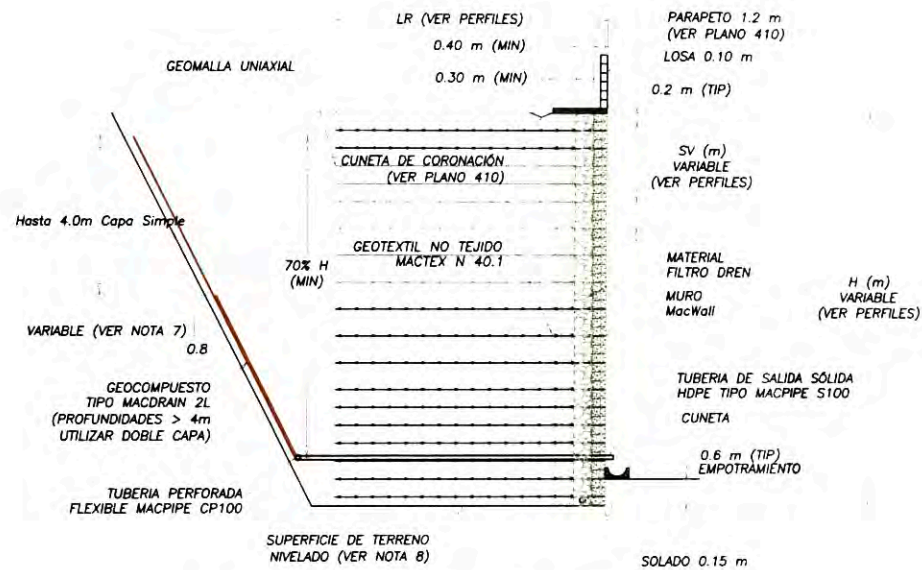 LR (VER PERFILES)
0.40 m (MIN)
0.30 m (MIN)
GEOMALLA UNIAXIAL
PARAPETO 1.2 m
(VER PLANO 410)
LOSA 0.10 m
0.2 m (TIP)
CUNETA DE CORONACIÓN
(VER PLANO 410)
SV (m)
VARIABLE
(VER PERFILES)
Hasta 4.0m Capa Simple
70% H
(MIN)
GEOTEXTIL NO TEJIDO
MACTEX N 40.1
MATERIAL
FILTRO DREN
MURO
MacWall
H (m)
VARIABLE
(VER PERFILES)
VARIABLE (VER NOTA 7)
0.8
GEOCOMPUESTO
TIPO MACDRAIN 2L
(PROFUNDIDADES > 4m
UTILIZAR DOBLE CAPA)
TUBERIA DE SALIDA SÓLIDA
HDPE TIPO MACPIPE S100
CUNETA
0.6 m (TIP)
EMPOTRAMIENTO
TUBERIA PERFORADA
FLEXIBLE MACPIPE CP100
SUPERFICIE DE TERRENO
NIVELADO (VER NOTA 8)
SOLADO 0.15 m